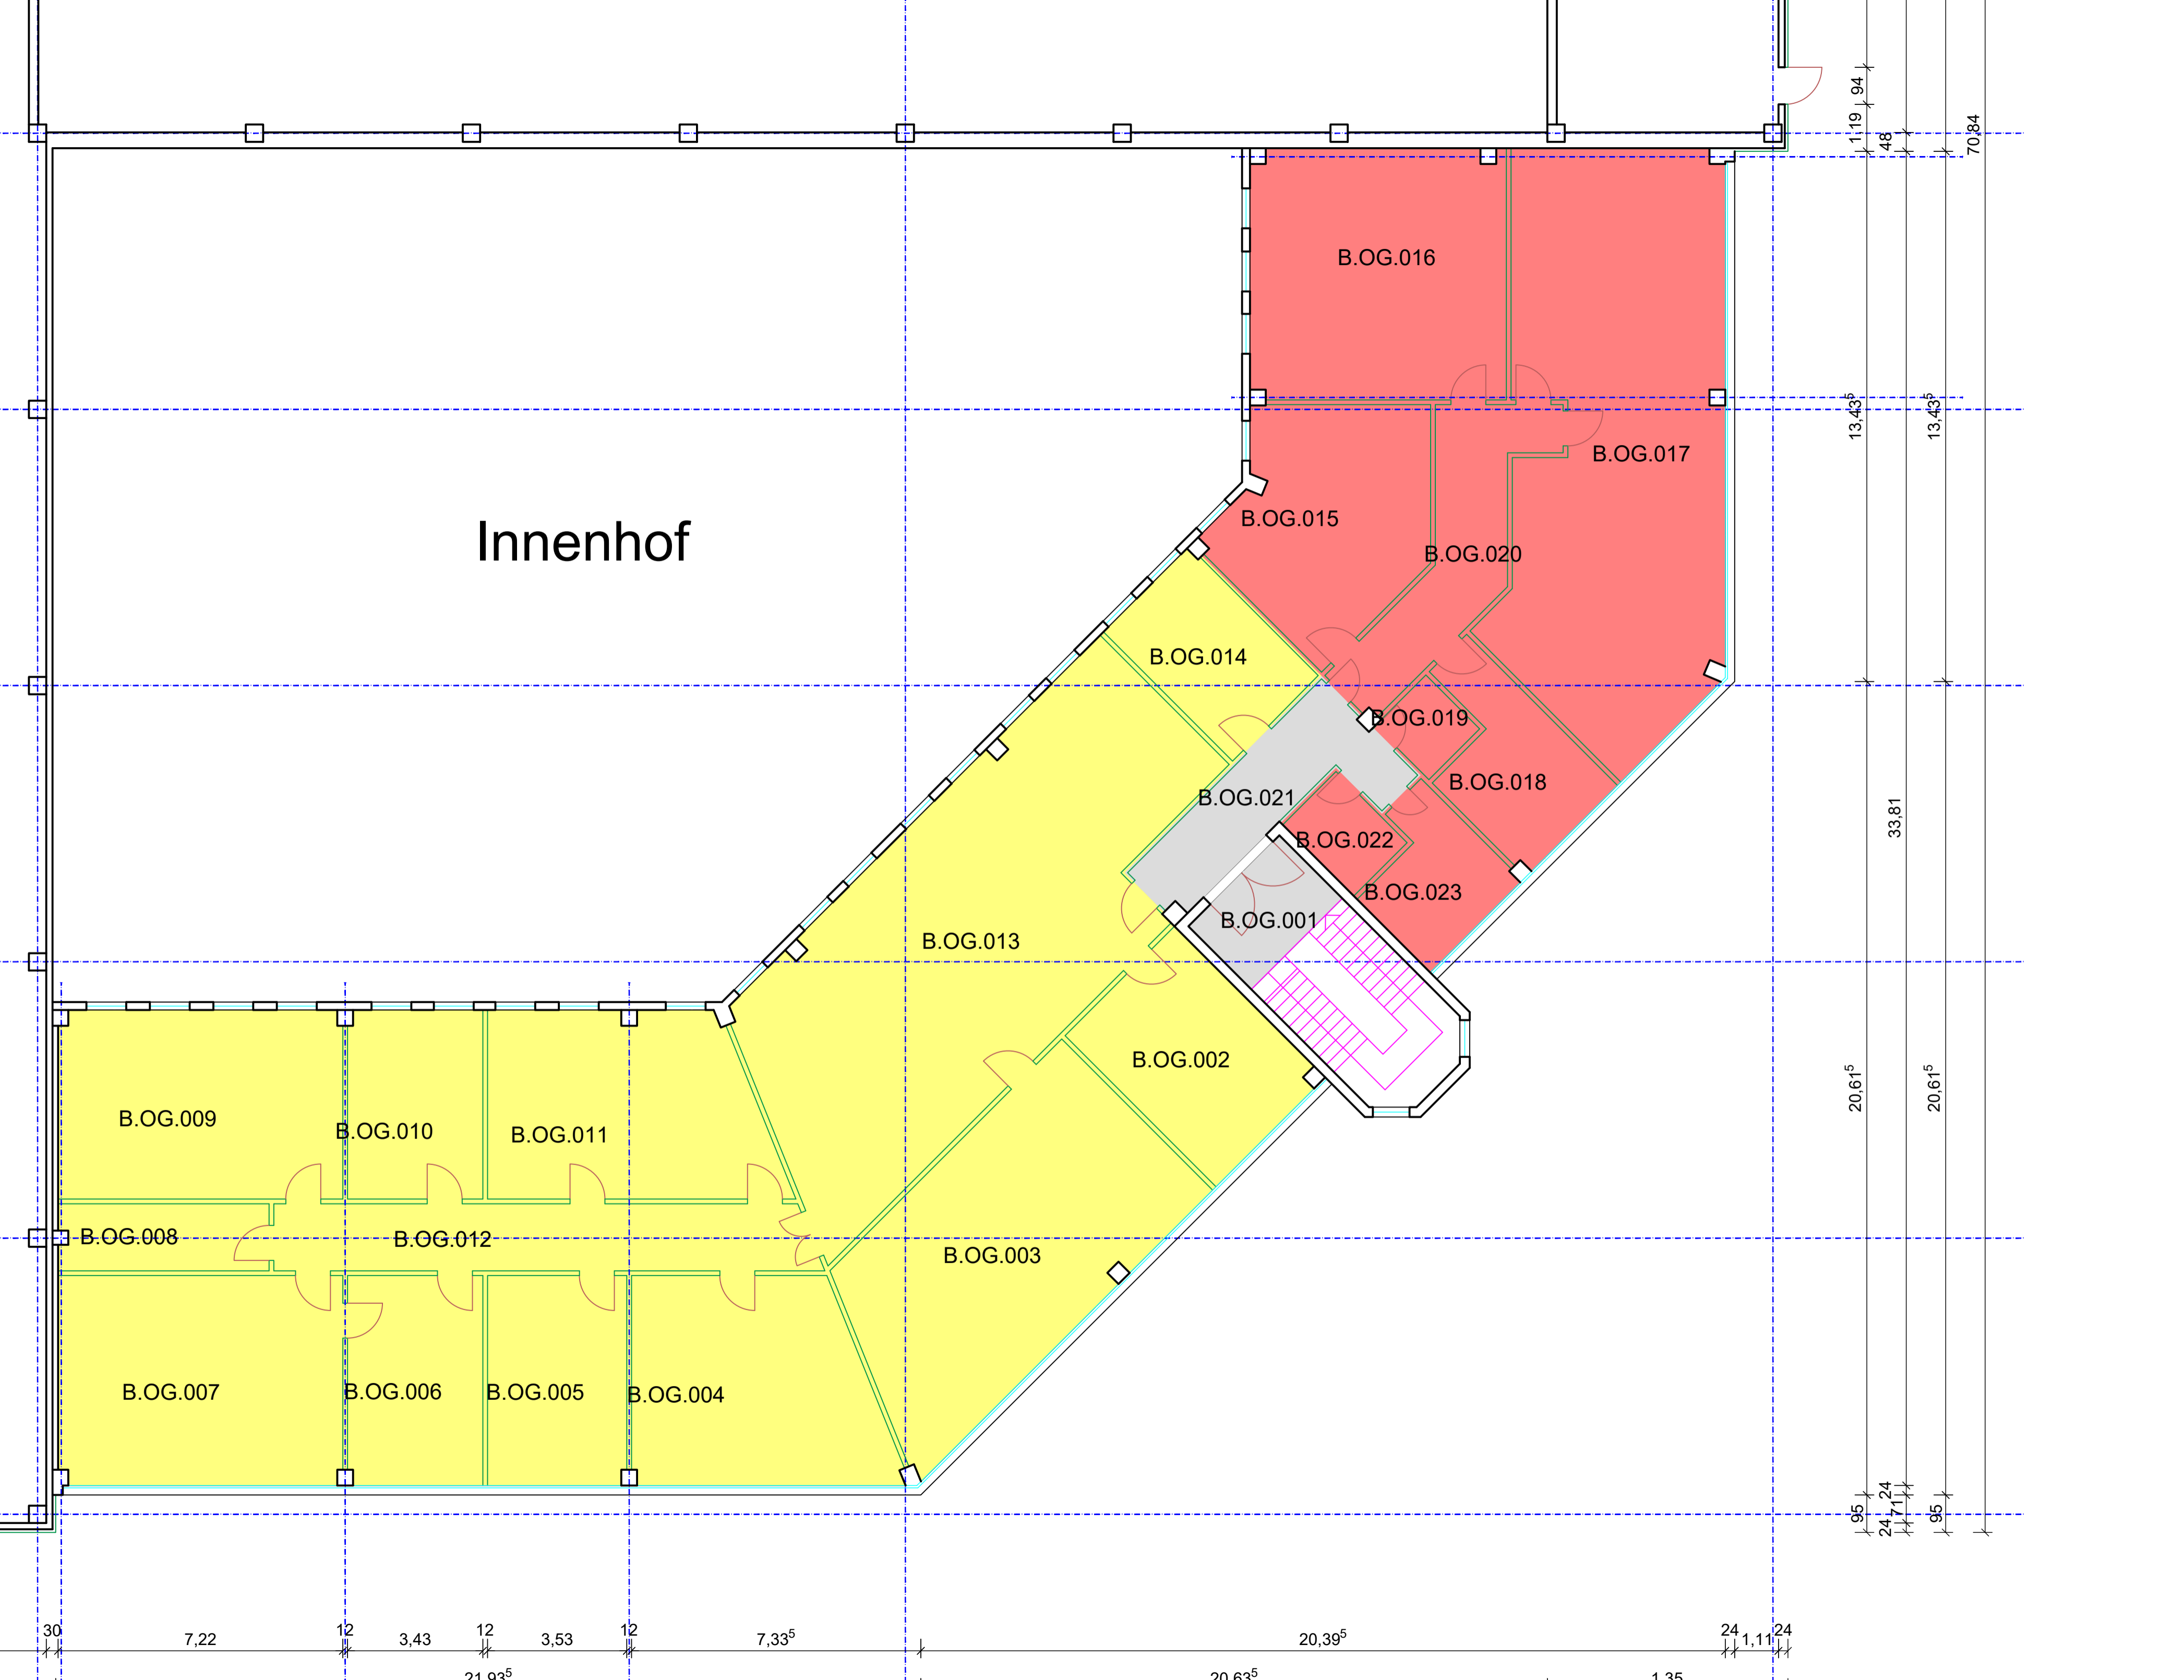 94
1,19
48
70,84
B.OG.016
13,43⁵
13,43⁵
B.OG.017
B.OG.015
Innenhof
B.OG.020
B.OG.014
B.OG.019
B.OG.018
B.OG.021
33,81
B.OG.022
B.OG.023
B.OG.001
B.OG.013
B.OG.002
20,61⁵
20,61⁵
B.OG.009
B.OG.010
B.OG.011
B.OG.008
B.OG.012
B.OG.003
B.OG.007
B.OG.006
B.OG.005
B.OG.004
24
95
71
95
24
30
12
12
12
7,22
3,43
3,53
7,33⁵
20,39⁵
24
1,11
24
21,93⁵
20,63⁵
1,35